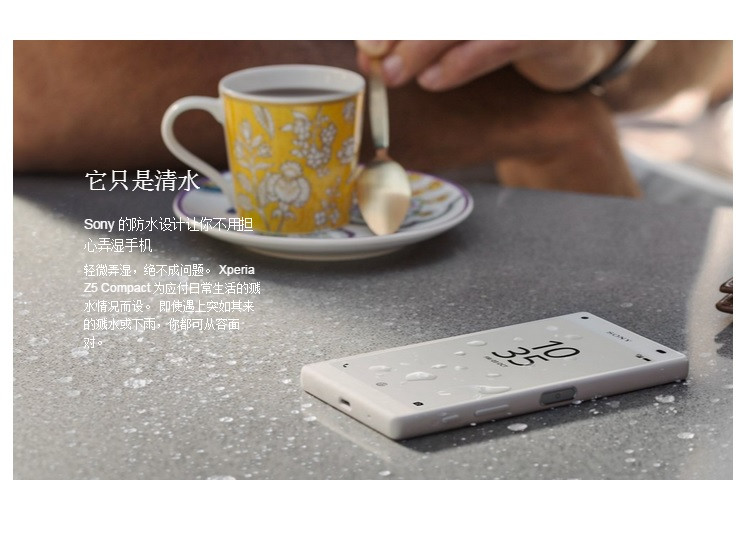 它只是清水
Sony 的防水设计让你不用担
心弄湿手机
轻微弄湿，绝不成问题。 Xperia
Z5 Compact 为应付日常生活的溅
水情况而设。 即使遇上突如其来
的溅水或下雨，你都可从容面
对。
SONY
10
35